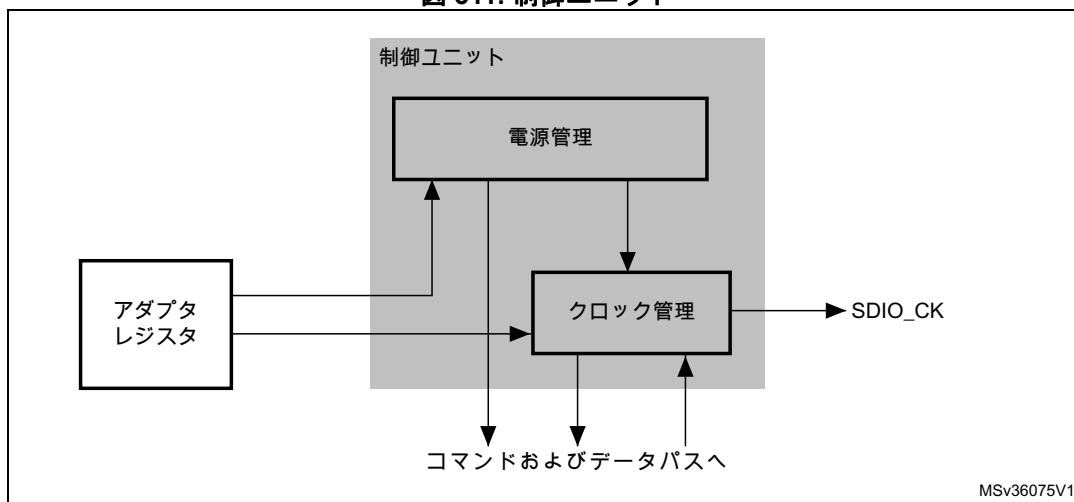 制御ユニット
電源管理
アダプタ
レジスタ
クロック管理
SDIO_CK
コマンドおよびデータパスへ
MSv36075V1